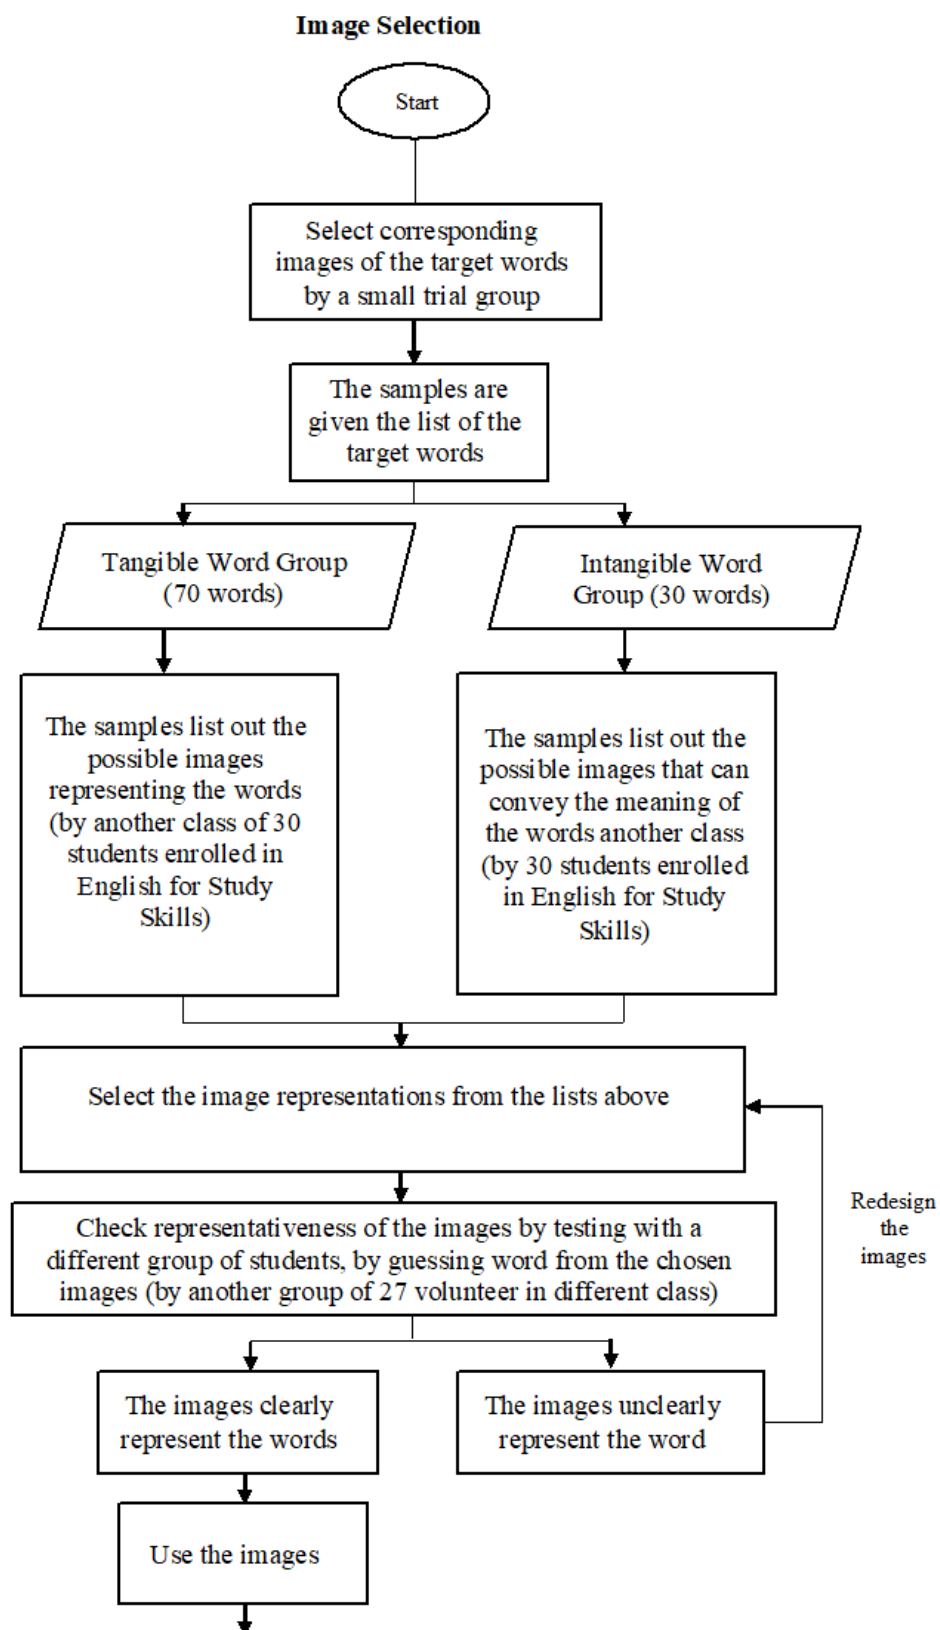 Image Selection
Start
Select corresponding
images of the target words
by a small trial group
The samples are
given the list of the
target words
Tangible Word Group
(70 words)
Intangible Word
Group (30 words)
The samples list out the
possible images
representing the words
(by another class of 30
students enrolled in
English for Study
Skills)
The samples list out the
possible images that can
convey the meaning of
the words another class
(by 30 students enrolled
in English for Study
Skills)
Select the image representations from the lists above
Redesign
the
images
Check representativeness of the images by testing with a
different group of students, by guessing word from the chosen
images (by another group of 27 volunteer in different class)
The images clearly
represent the words
The images unclearly
represent the word
Use the images